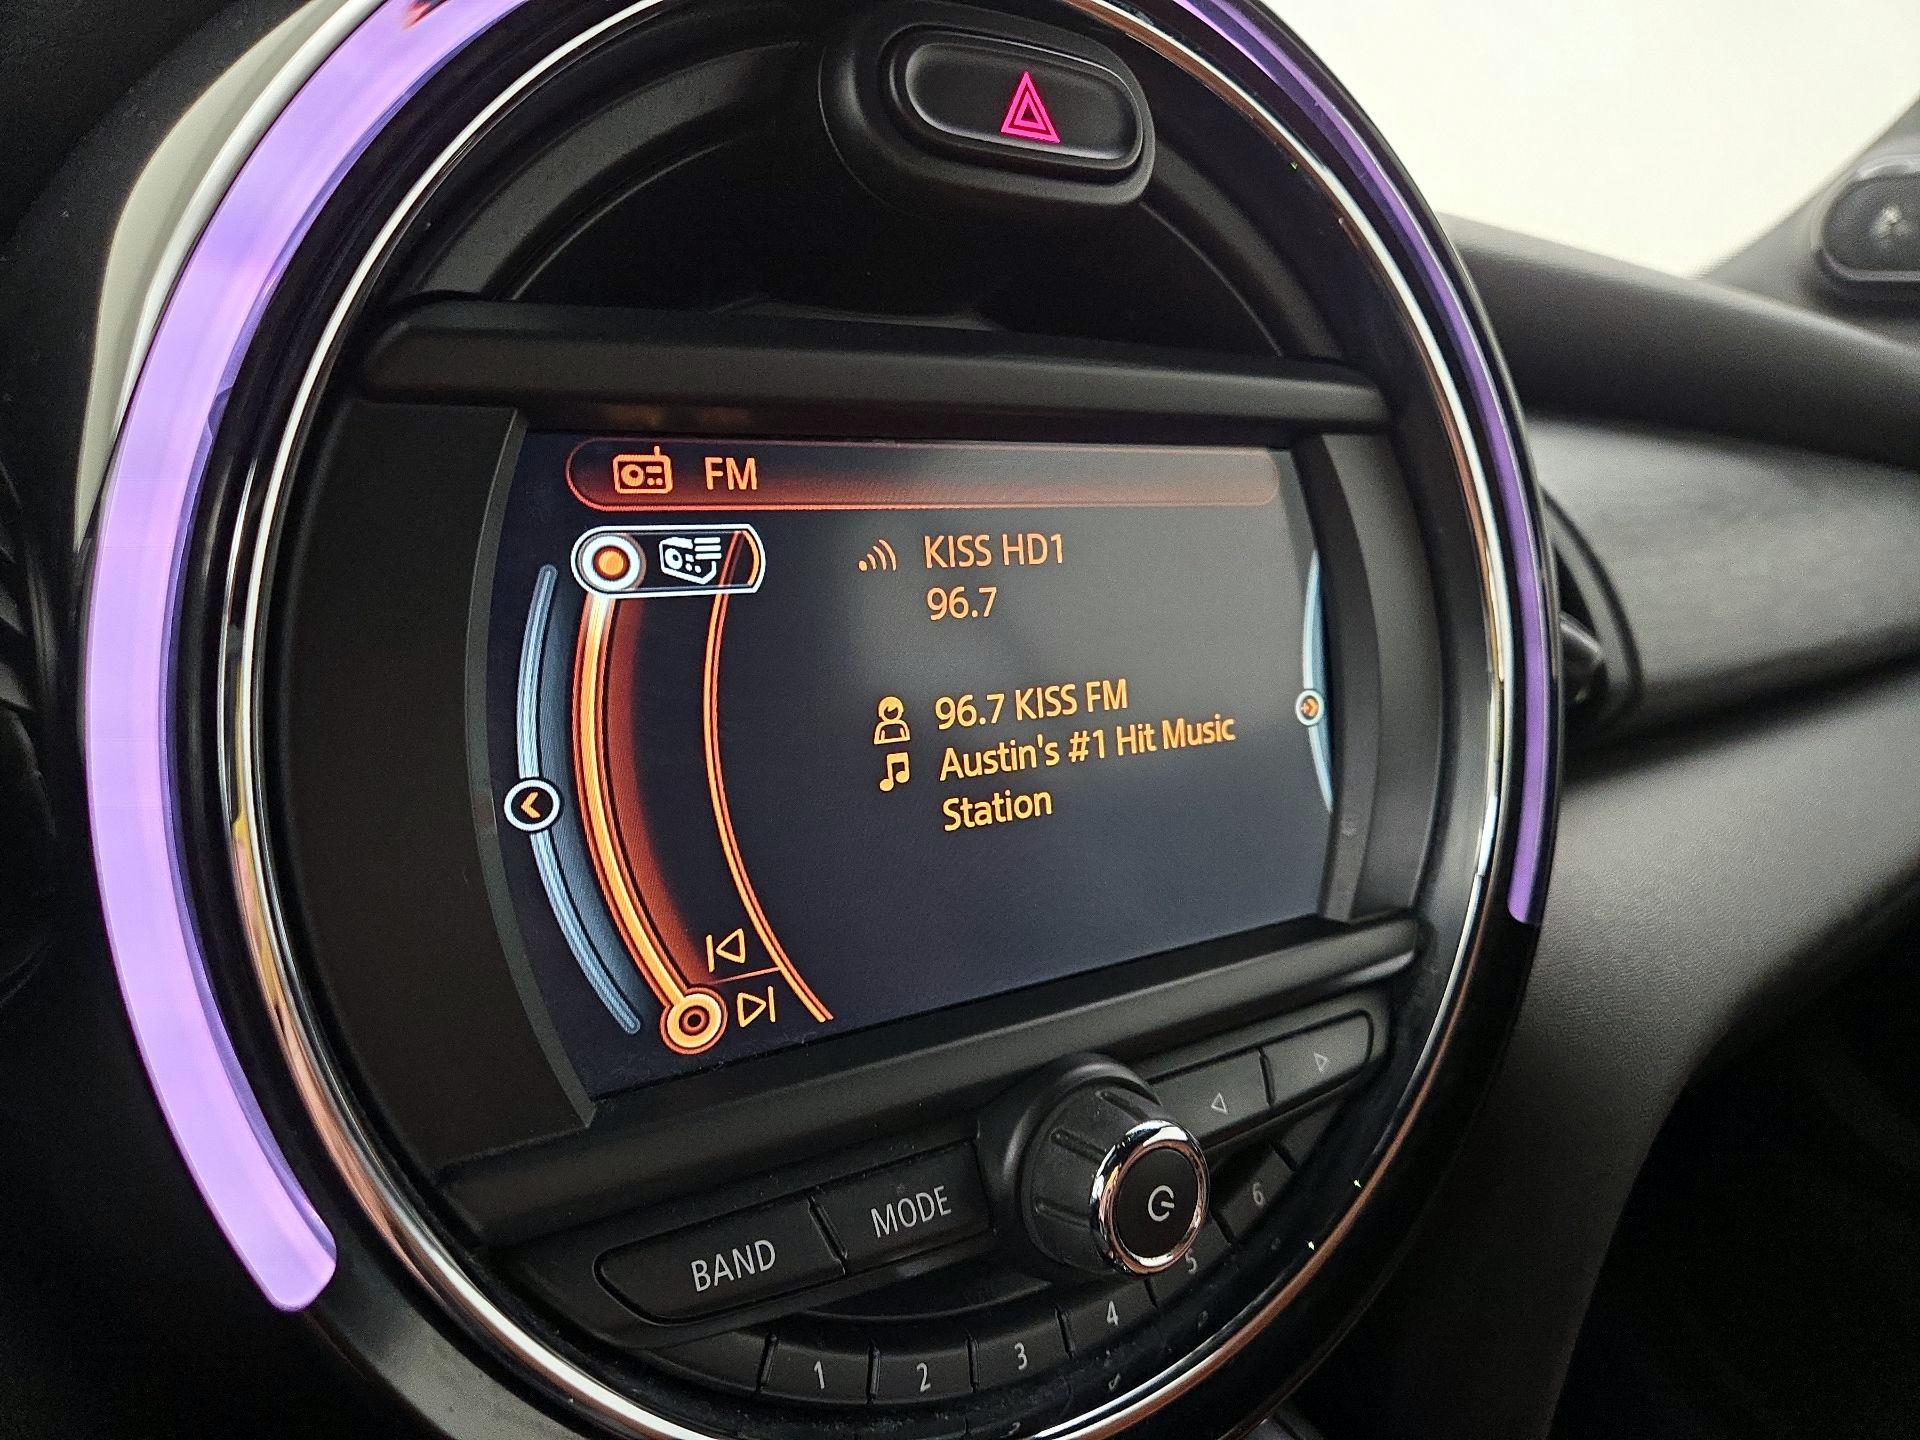 FM
KISS HD1
96.7
96.7 KISS FM
Austin's #1 Hit Music
Station
BAND
MODE
1
2
3
4
5
6